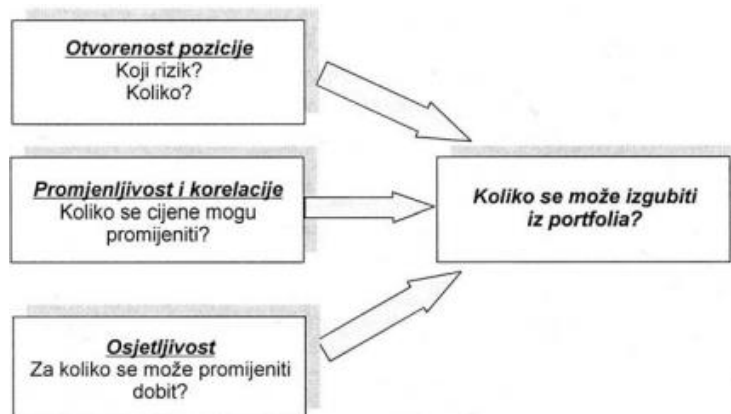 Otvorenost pozicije
Koji rizik?
Koliko?
Promjenljivost i korelacije
Koliko se cijene mogu
promijeniti?
Koliko se može izgubiti
iz portfolia?
Osjetljivost
Za koliko se može promijeniti
dobit?